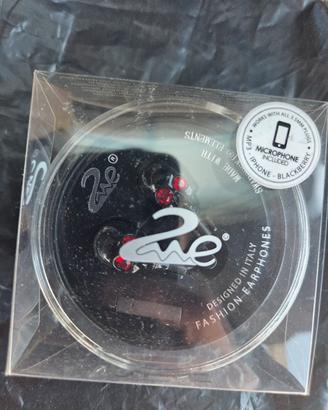 WORKS WITH ALL 3.5MM PLUGS
MICROPHONE
INCLUDED
MP3 - IPHONE - BLACKBERRY
MADE WITH
ELEMENTS
2we®
DESIGNED IN ITALY
FASHION EARPHONES